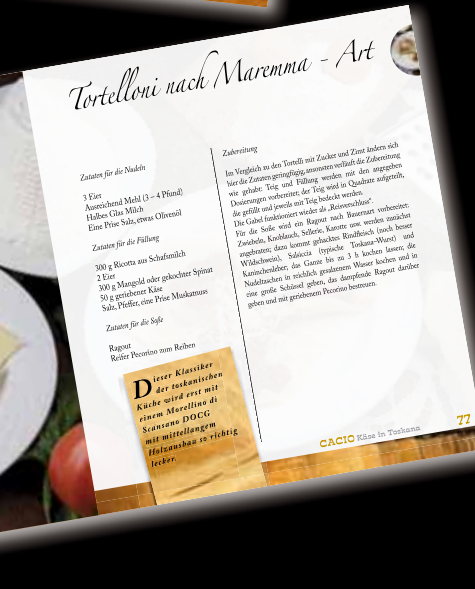 Tortelloni nach Maremma - Art
Zutaten für die Nudeln
3 Eier
Ausreichend Mehl (3 – 4 Pfund)
Halbes Glas Milch
Eine Prise Salz, etwas Olivenöl
Zutaten für die Füllung
300 g Ricotta aus Schafsmilch
2 Eier
300 g Mangold oder gekochter Spinat
50 g geriebener Käse
Salz, Pfeffer, eine Prise Muskatnuss
Zutaten für die Soße
Ragout
Reifer Pecorino zum Reiben
Dieser Klassiker
der toskanischen
Küche wird erst mit
einem Morellino di
Scansano DOCG
mit mittellangem
Holzausbau so richtig
lecker.
Zubereitung
Im Vergleich zu den Tortelli mit Zucker und Zimt ändern sich
hier die Zutaten geringfügig, ansonsten verläuft die Zubereitung
wie gehabt: Teig und Füllung werden mit den angegeben
Dosierungen vorbereitet; der Teig wird in Quadrate aufgeteilt,
die gefüllt und jeweils mit Teig bedeckt werden.
Die Gabel funktioniert wieder als „Reissverschluss“.
Für die Soße wird ein Ragout nach Bauernart vorbereitet:
Zwiebeln, Knoblauch, Sellerie, Karotte usw. werden zunächst
angebraten; dazu kommt gehacktes Rindfleisch (noch besser
Wildschwein), Salsiccia (typische Toskana-Wurst) und
Kaninchenleber, das Ganze bis zu 3 h kochen lassen; die
Nudeltaschen in reichlich gesalzenem Wasser kochen und in
eine große Schüssel geben, das dampfende Ragout darüber
geben und mit geriebenem Pecorino bestreuen.
CACIO Käse in Toskana
77